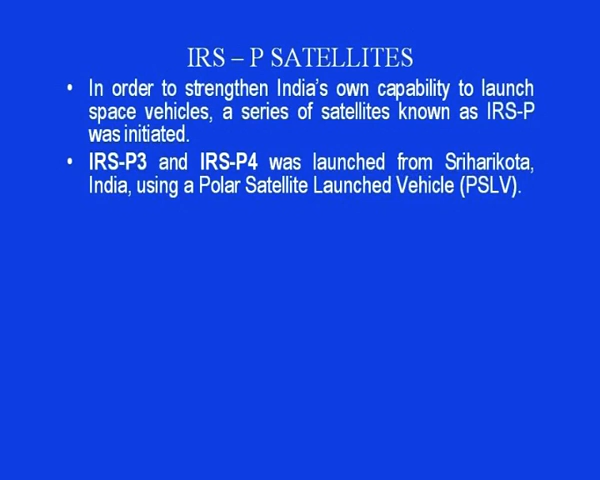 IRS – P SATELLITES
• In order to strengthen India's own capability to launch
space vehicles, a series of satellites known as IRS-P
was initiated.
• IRS-P3 and IRS-P4 was launched from Sriharikota,
India, using a Polar Satellite Launched Vehicle (PSLV).